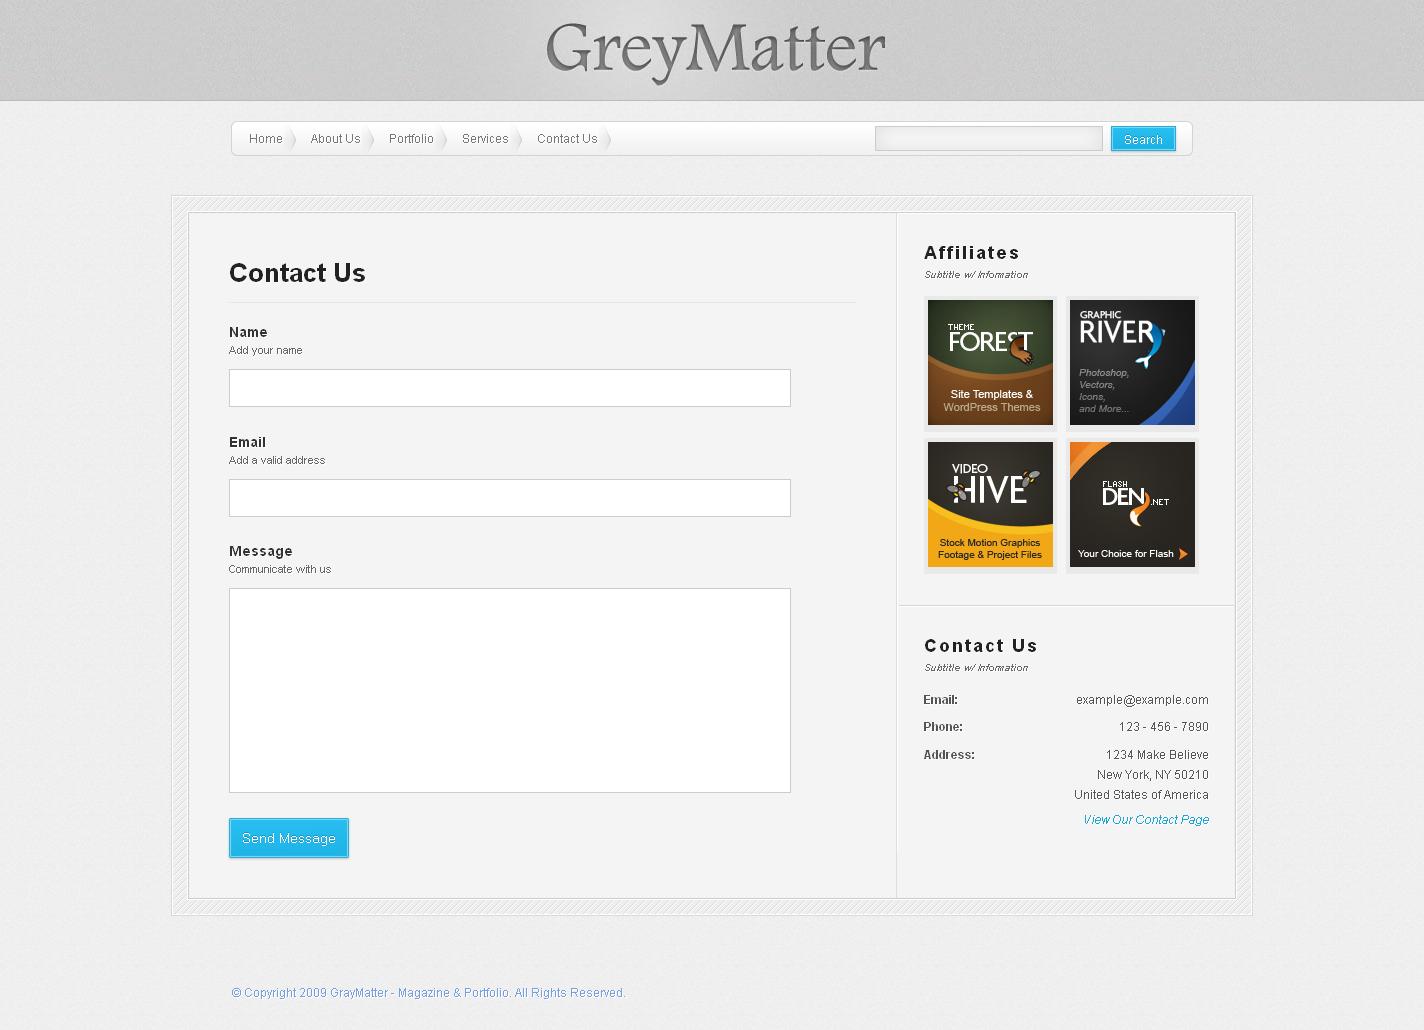 GreyMatter
Home
About Us
Portfolio
Services
Contact Us
Search
Contact Us
Name
Add your name
Email
Add a valid address
Message
Communicate with us
Send Message
Affiliates
Subtitle w/ Information
THEME
FOREST
Site Templates &
WordPress Themes
GRAPHIC
RIVER
Photoshop,
Vectors,
Icons,
and More...
VIDEO
HIVE
Stock Motion Graphics
Footage & Project Files
FLASH
DEN.NET
Your Choice for Flash
Contact Us
Subtitle w/ Information
Email: example@example.com
Phone: 123 - 456 - 7890
Address: 1234 Make Believe
New York, NY 50210
United States of America
View Our Contact Page
© Copyright 2009 GrayMatter - Magazine & Portfolio. All Rights Reserved.